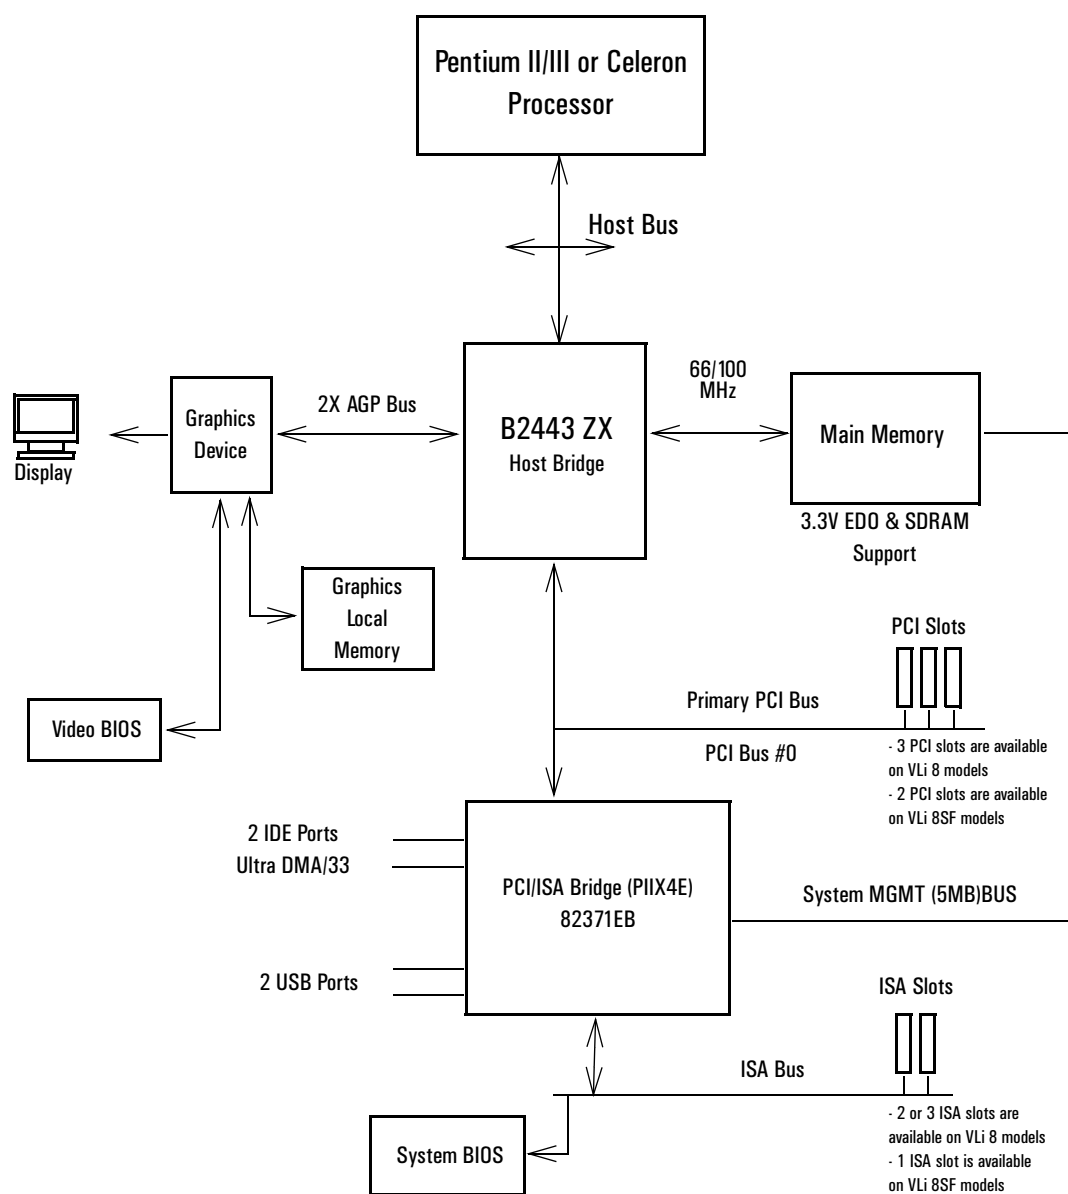 Pentium II/III or Celeron
Processor
Host Bus
66/100
MHz
2X AGP Bus
Graphics
Device
B2443 ZX
Host Bridge
Main Memory
Display
3.3V EDO & SDRAM
Support
Graphics
Local
Memory
PCI Slots
Primary PCI Bus
Video BIOS
PCI Bus #0
- 3 PCI slots are available
on VLi 8 models
- 2 PCI slots are available
on VLi 8SF models
2 IDE Ports
Ultra DMA/33
PCI/ISA Bridge (PIIX4E)
82371EB
System MGMT (5MB)BUS
2 USB Ports
ISA Slots
ISA Bus
- 2 or 3 ISA slots are
available on VLi 8 models
- 1 ISA slot is available
on VLi 8SF models
System BIOS